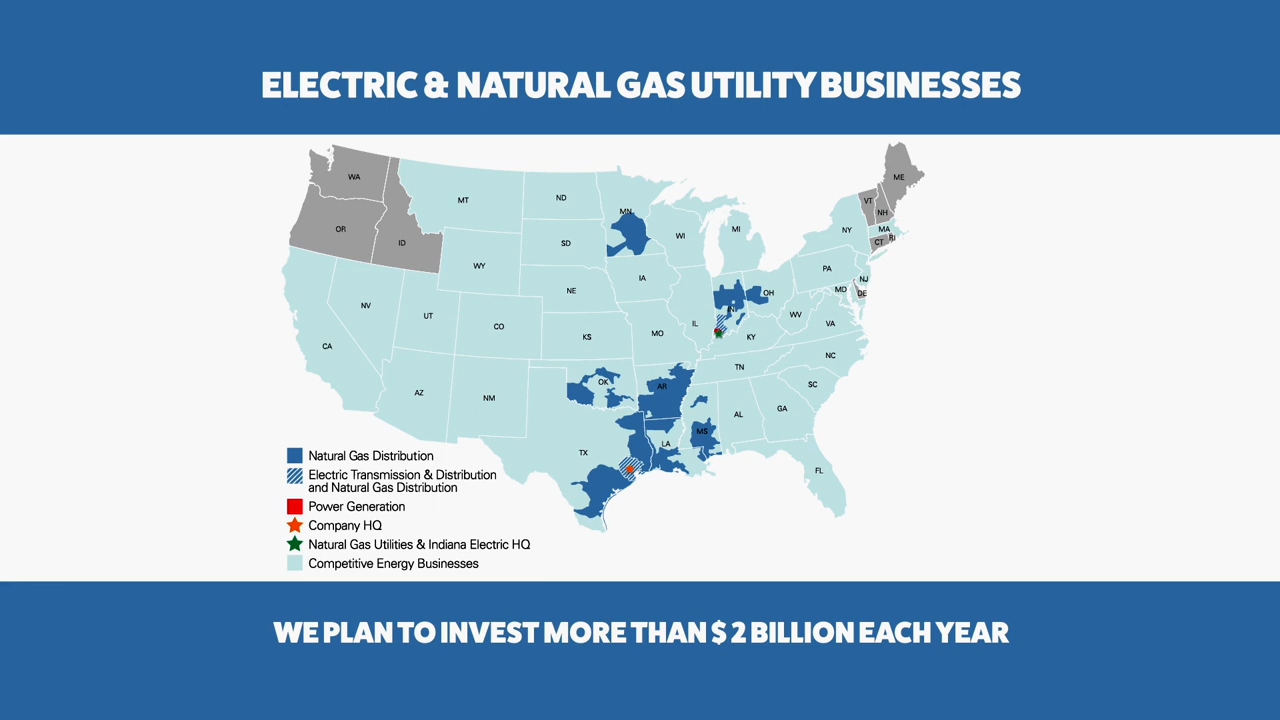 ELECTRIC & NATURAL GAS UTILITY BUSINESSES
WA
OR
ID
MT
ND
MN
SD
WY
NE
IA
WI
MI
NY
VT
NH
ME
MA
CT
RI
PA
NJ
MD
DE
OH
IN
IL
WV
VA
KY
NV
UT
CO
KS
MO
CA
AZ
NM
OK
AR
TN
NC
SC
MS
AL
GA
TX
LA
FL
Natural Gas Distribution
Electric Transmission & Distribution
and Natural Gas Distribution
Power Generation
Company HQ
Natural Gas Utilities & Indiana Electric HQ
Competitive Energy Businesses
WE PLAN TO INVEST MORE THAN $ 2 BILLION EACH YEAR